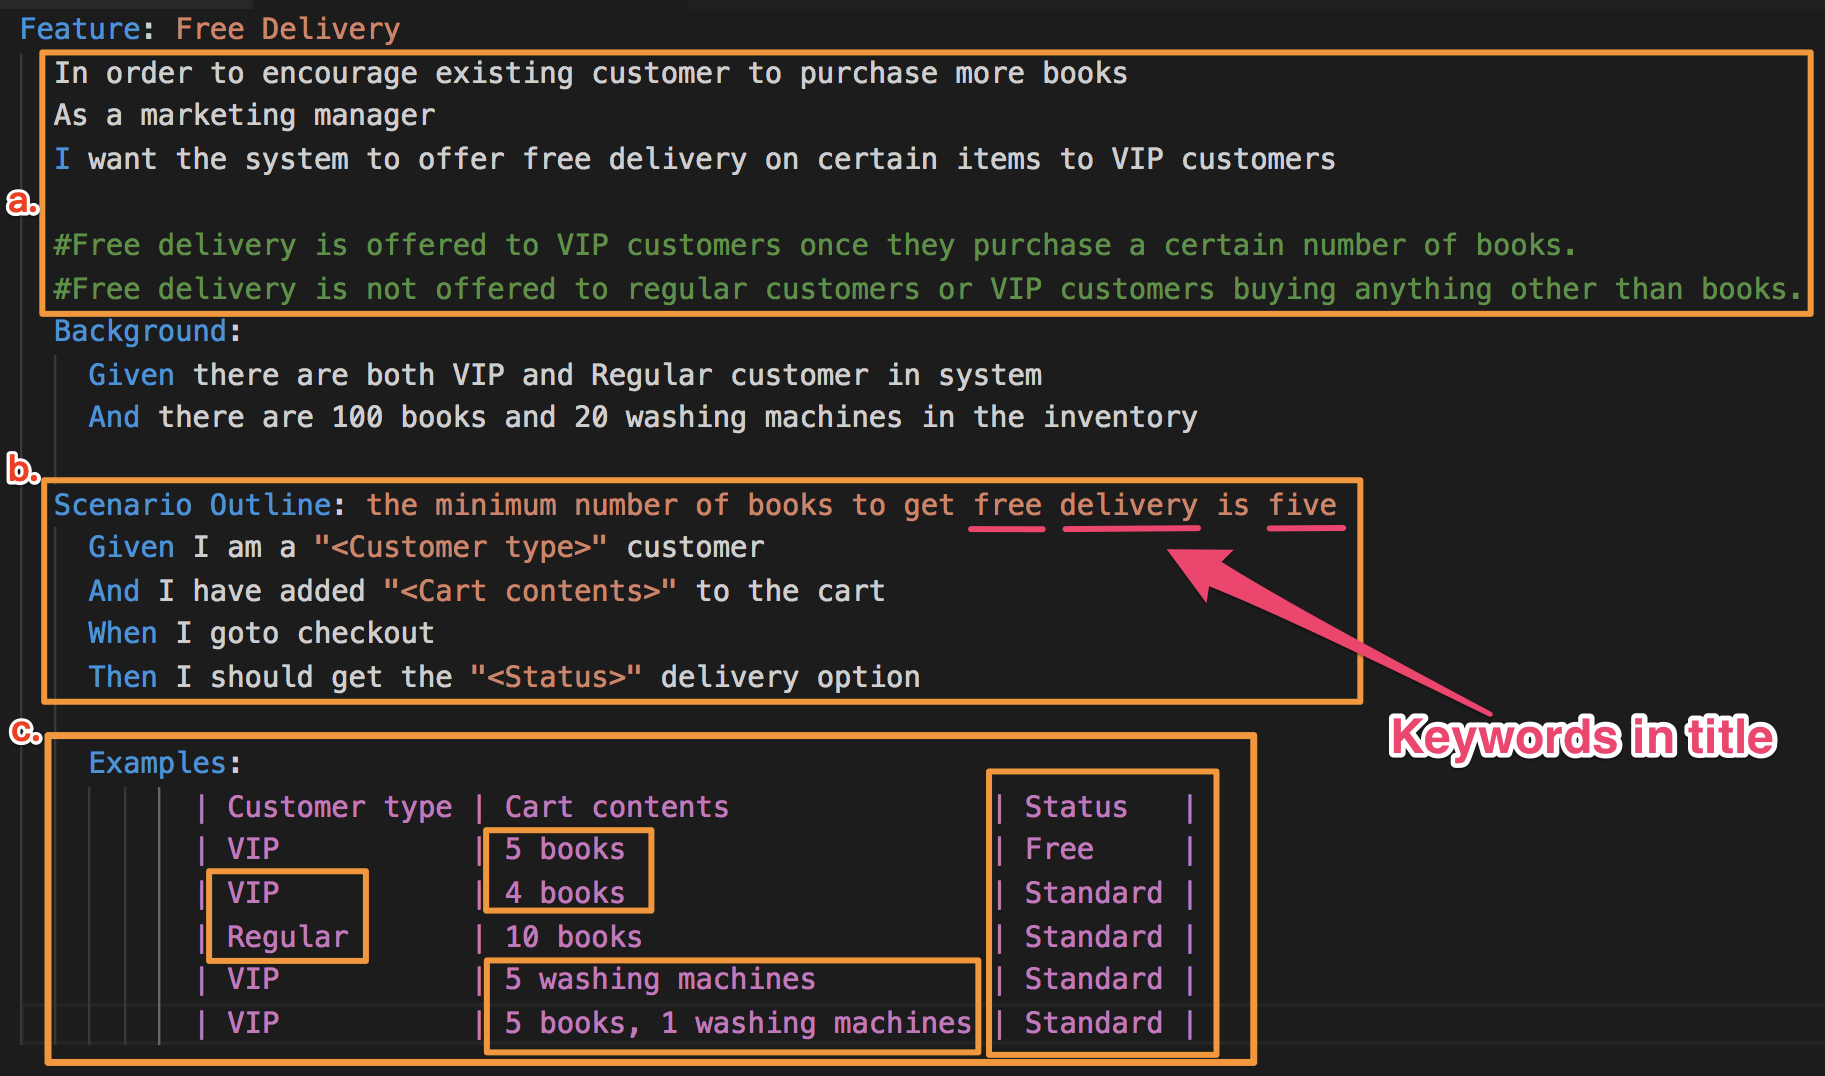 Feature: Free Delivery
In order to encourage existing customer to purchase more books
As a marketing manager
I want the system to offer free delivery on certain items to VIP customers
a.
#Free delivery is offered to VIP customers once they purchase a certain number of books.
#Free delivery is not offered to regular customers or VIP customers buying anything other than books.
Background:
Given there are both VIP and Regular customer in system
And there are 100 books and 20 washing machines in the inventory
b.
Scenario Outline: the minimum number of books to get free delivery is five
Given I am a "<Customer type>" customer
And I have added "<Cart contents>" to the cart
When I goto checkout
Then I should get the "<Status>" delivery option
Keywords in title
c.
Examples:
| Customer type | Cart contents | Status |
| VIP | 5 books | Free |
| VIP | 4 books | Standard |
| Regular | 10 books | Standard |
| VIP | 5 washing machines | Standard |
| VIP | 5 books, 1 washing machines | Standard |